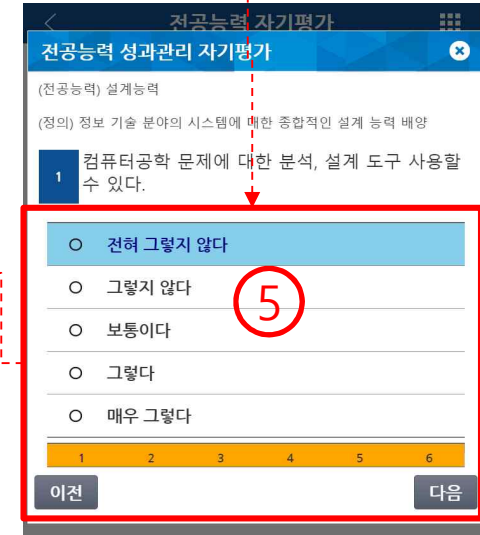 전공능력 자기평가
전공능력 성과관리 자기평가
(전공능력) 설계능력
(정의) 정보 기술 분야의 시스템에 대한 종합적인 설계 능력 배양
1
컴퓨터공학 문제에 대한 분석, 설계 도구 사용할
수 있다.
전혀 그렇지 않다
그렇지 않다
5
보통이다
그렇다
매우 그렇다
1 2 3 4 5 6
이전 다음